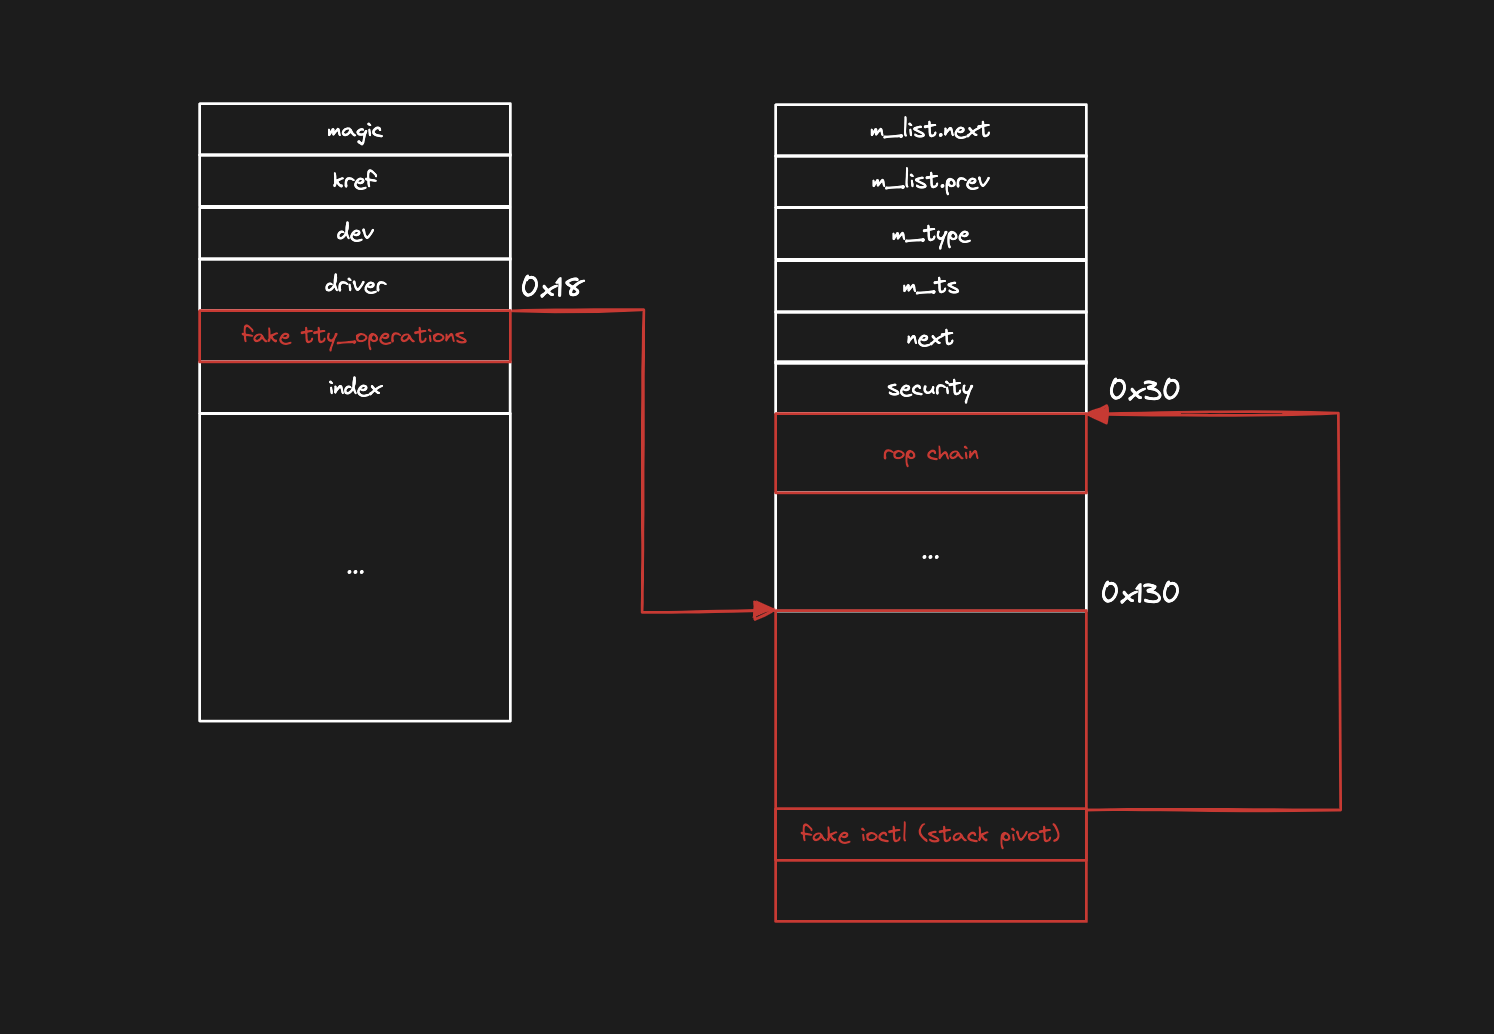 magic
kref
dev
driver
0x18
fake tty_operations
index
...
m_list.next
m_list.prev
m_type
m_ts
next
security
0x30
rop chain
...
0x130
fake ioctl (stack pivot)